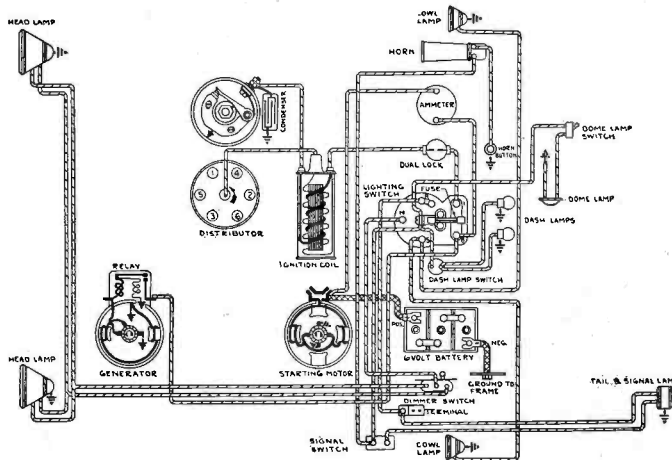 HEAD LAMP
COWL
LAMP
HORN
CONDENSER
AMMETER
HORN
BUTTON
DOME LAMP
SWITCH
DUAL LOCK
LIGHTING
SWITCH
FUSE
DOME LAMP
1
4
5
2
3
6
DISTRIBUTOR
IGNITION COIL
DASH LAMPS
DASH LAMP SWITCH
RELAY
GENERATOR
STARTING MOTOR
POS.
NEG.
6 VOLT BATTERY
GROUND TO
FRAME
HEAD LAMP
DIMMER SWITCH
TERMINAL
TAIL & SIGNAL LAM
SIGNAL
SWITCH
COWL
LAMP